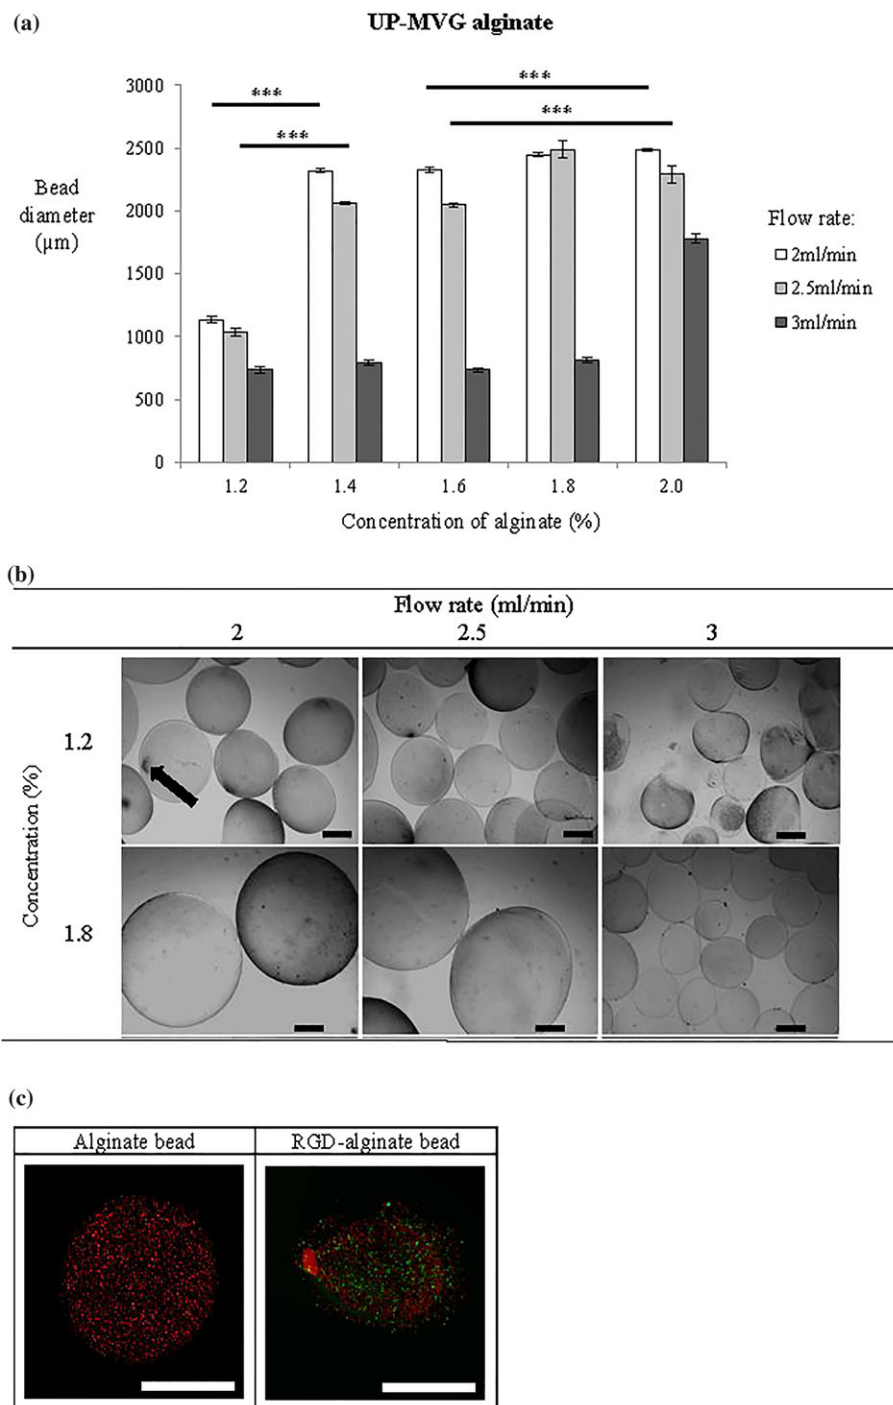 (a)
UP-MVG alginate
3000
2500
2000
1500
1000
500
0
Bead
diameter
(µm)
***
***
***
***
Flow rate:
2ml/min
2.5ml/min
3ml/min
1.2 1.4 1.6 1.8 2.0
Concentration of alginate (%)
(b)
Flow rate (ml/min)
2 2.5 3
Concentration (%)
1.2
1.8
(c)
Alginate bead RGD-alginate bead